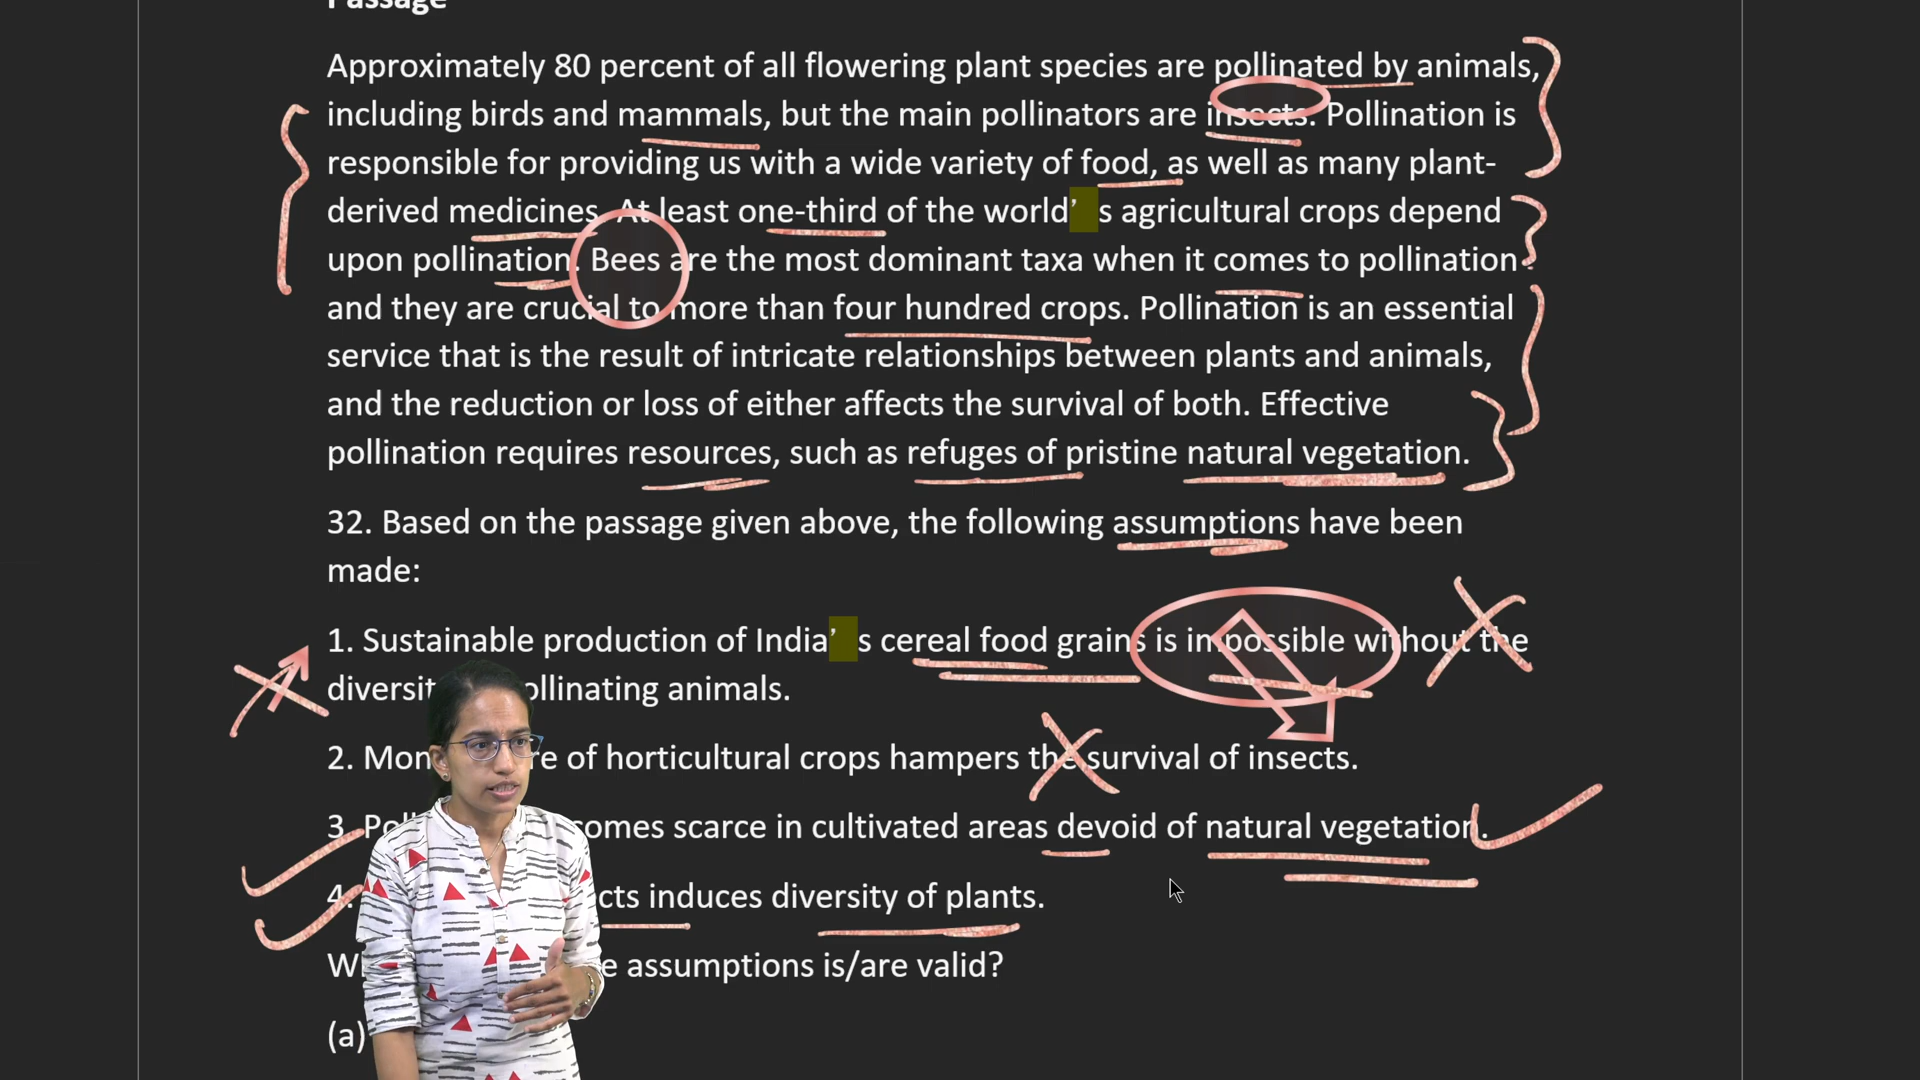 Passage
Approximately 80 percent of all flowering plant species are pollinated by animals,
including birds and mammals, but the main pollinators are insects. Pollination is
responsible for providing us with a wide variety of food, as well as many plant-
derived medicines. At least one-third of the world’ s agricultural crops depend
upon pollination. Bees are the most dominant taxa when it comes to pollination
and they are crucial to more than four hundred crops. Pollination is an essential
service that is the result of intricate relationships between plants and animals,
and the reduction or loss of either affects the survival of both. Effective
pollination requires resources, such as refuges of pristine natural vegetation.
32. Based on the passage given above, the following assumptions have been
made:
1. Sustainable production of India’ s cereal food grains is impossible without the
pollinating animals.
2. of horticultural crops hampers the survival of insects.
3. comes scarce in cultivated areas devoid of natural vegetation.
4. induces diversity of plants.
assumptions is/are valid?
(a)